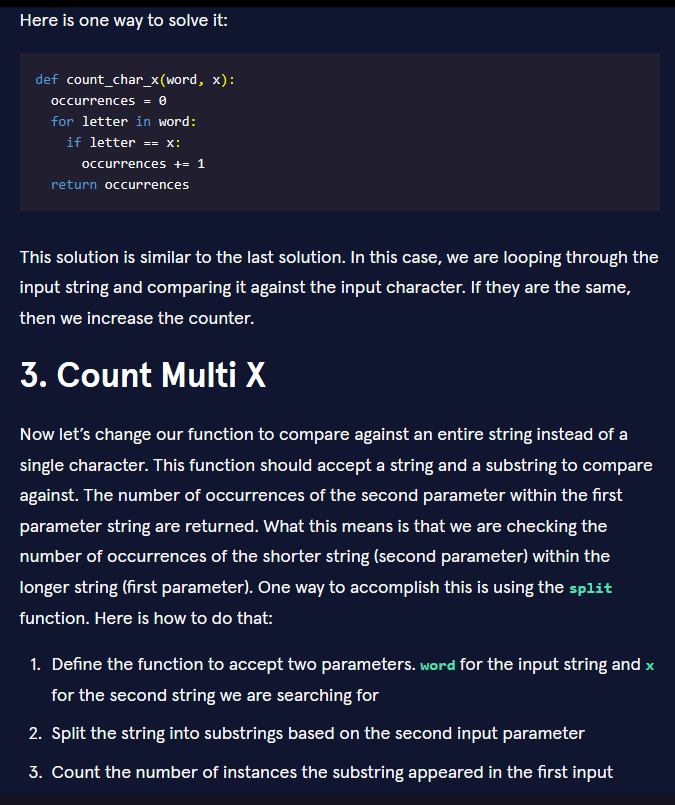 Here is one way to solve it:
def count_char_x(word, x):
  occurrences = 0
  for letter in word:
    if letter == x:
      occurrences += 1
  return occurrences
This solution is similar to the last solution. In this case, we are looping through the
input string and comparing it against the input character. If they are the same,
then we increase the counter.
3. Count Multi X
Now let’s change our function to compare against an entire string instead of a
single character. This function should accept a string and a substring to compare
against. The number of occurrences of the second parameter within the first
parameter string are returned. What this means is that we are checking the
number of occurrences of the shorter string (second parameter) within the
longer string (first parameter). One way to accomplish this is using the split
function. Here is how to do that:
1. Define the function to accept two parameters. word for the input string and x
for the second string we are searching for
2. Split the string into substrings based on the second input parameter
3. Count the number of instances the substring appeared in the first input